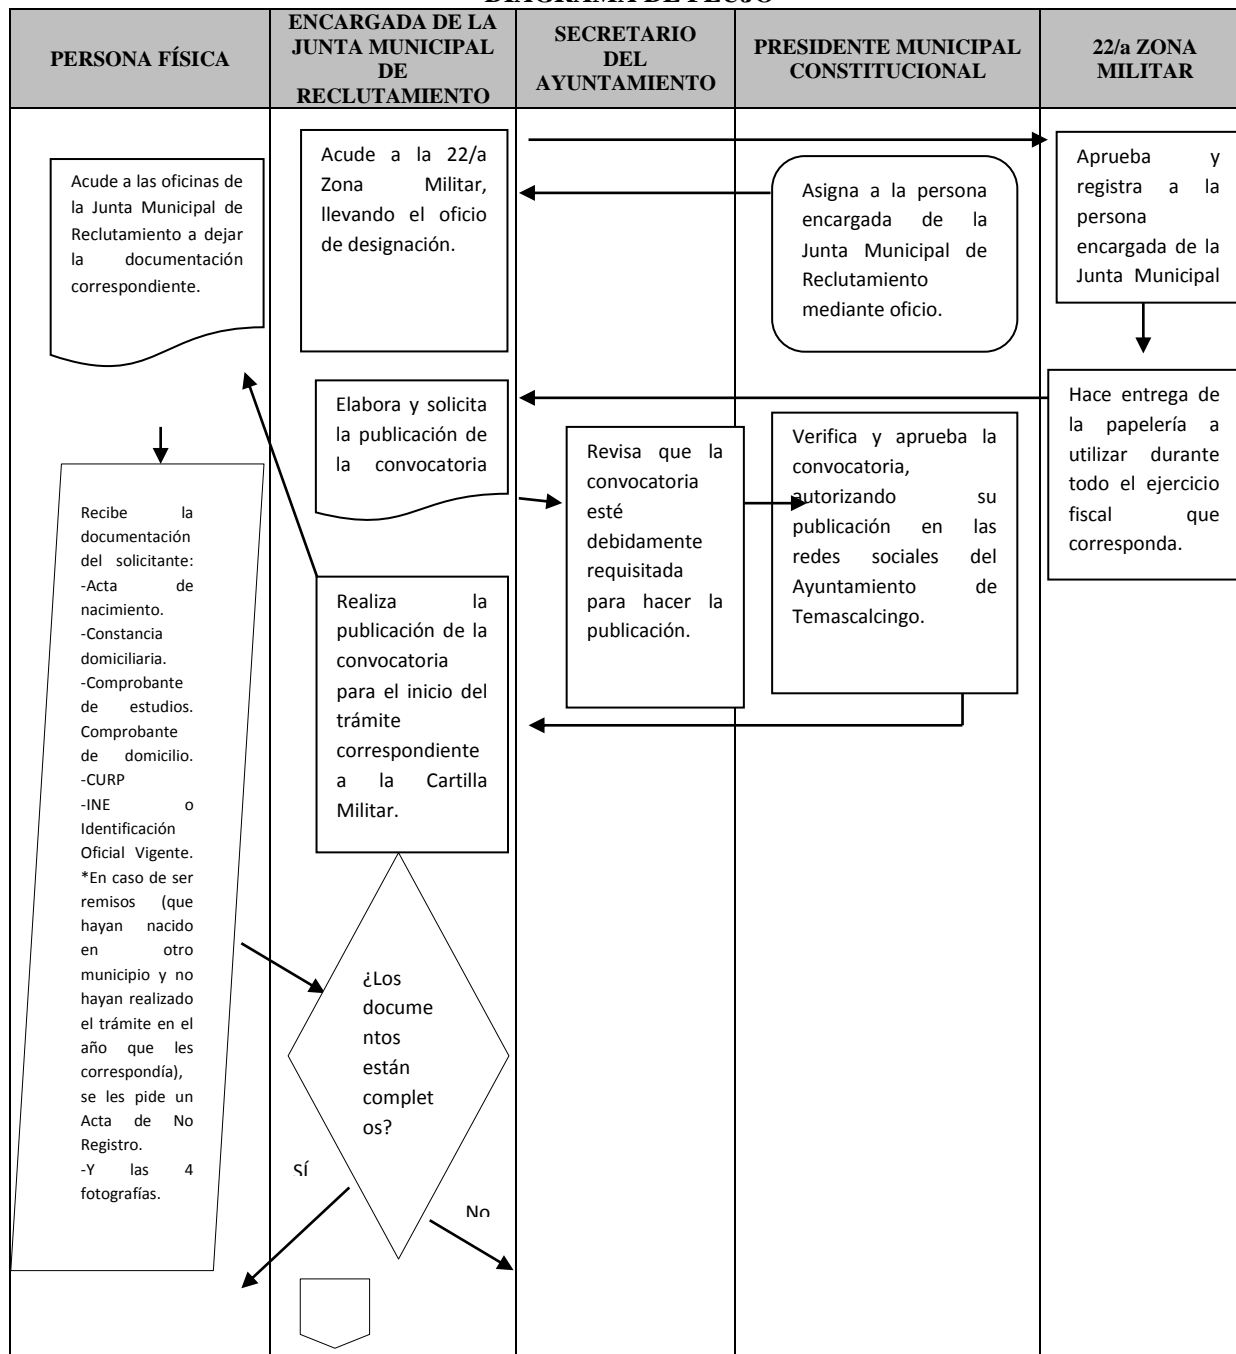 DIAGRAMA DE FLUJO
PERSONA FÍSICA
ENCARGADA DE LA
JUNTA MUNICIPAL
DE
RECLUTAMIENTO
SECRETARIO
DEL
AYUNTAMIENTO
PRESIDENTE MUNICIPAL
CONSTITUCIONAL
22/a ZONA
MILITAR
Acude a las oficinas de
la Junta Municipal de
Reclutamiento a dejar
la documentación
correspondiente.
Acude a la 22/a
Zona Militar,
llevando el oficio
de designación.
Asigna a la persona
encargada de la
Junta Municipal de
Reclutamiento
mediante oficio.
Aprueba y
registra a la
persona
encargada de la
Junta Municipal
Elabora y solicita
la publicación de
la convocatoria
Revisa que la
convocatoria
esté
debidamente
requisitada
para hacer la
publicación.
Verifica y aprueba la
convocatoria,
autorizando su
publicación en las
redes sociales del
Ayuntamiento de
Temascalcingo.
Hace entrega de
la papelería a
utilizar durante
todo el ejercicio
fiscal que
corresponda.
Recibe la
documentación
del solicitante:
-Acta de
nacimiento.
-Constancia
domiciliaria.
-Comprobante
de estudios.
Comprobante
de domicilio.
-CURP
-INE o
Identificación
Oficial Vigente.
*En caso de ser
remisos (que
hayan nacido
en otro
municipio y no
hayan realizado
el trámite en el
año que les
correspondía),
se les pide un
Acta de No
Registro.
-Y las 4
fotografías.
Realiza la
publicación de la
convocatoria
para el inicio del
trámite
correspondiente
a la Cartilla
Militar.
¿Los
docume
ntos
están
complet
os?
SÍ
No